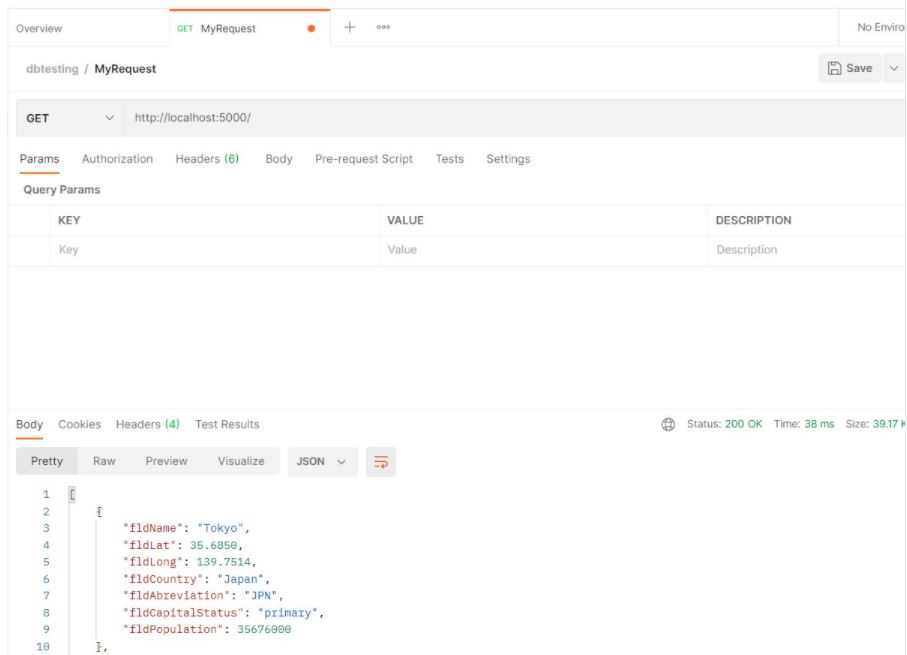 Overview GET MyRequest No Enviro
dbtesting / MyRequest Save
GET http://localhost:5000/
Params Authorization Headers (6) Body Pre-request Script Tests Settings
Query Params
KEY VALUE DESCRIPTION
Key Value Description
Body Cookies Headers (4) Test Results Status: 200 OK Time: 38 ms Size: 39.17 K
Pretty Raw Preview Visualize JSON
1 [
2 {
3 "fldName": "Tokyo",
4 "fldLat": 35.6850,
5 "fldLong": 139.7514,
6 "fldCountry": "Japan",
7 "fldAbreviation": "JPN",
8 "fldCapitalStatus": "primary",
9 "fldPopulation": 35676000
10 },